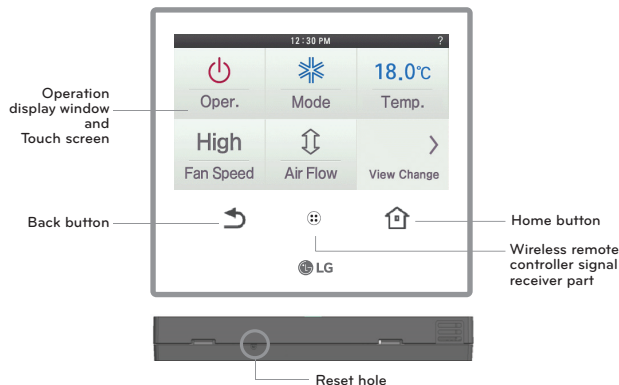 12:30 PM ?
Oper.
Mode
18.0°C
Temp.
High
Fan Speed
Air Flow
View Change
LG
Operation
display window
and
Touch screen
Back button
Home button
Wireless remote
controller signal
receiver part
Reset hole